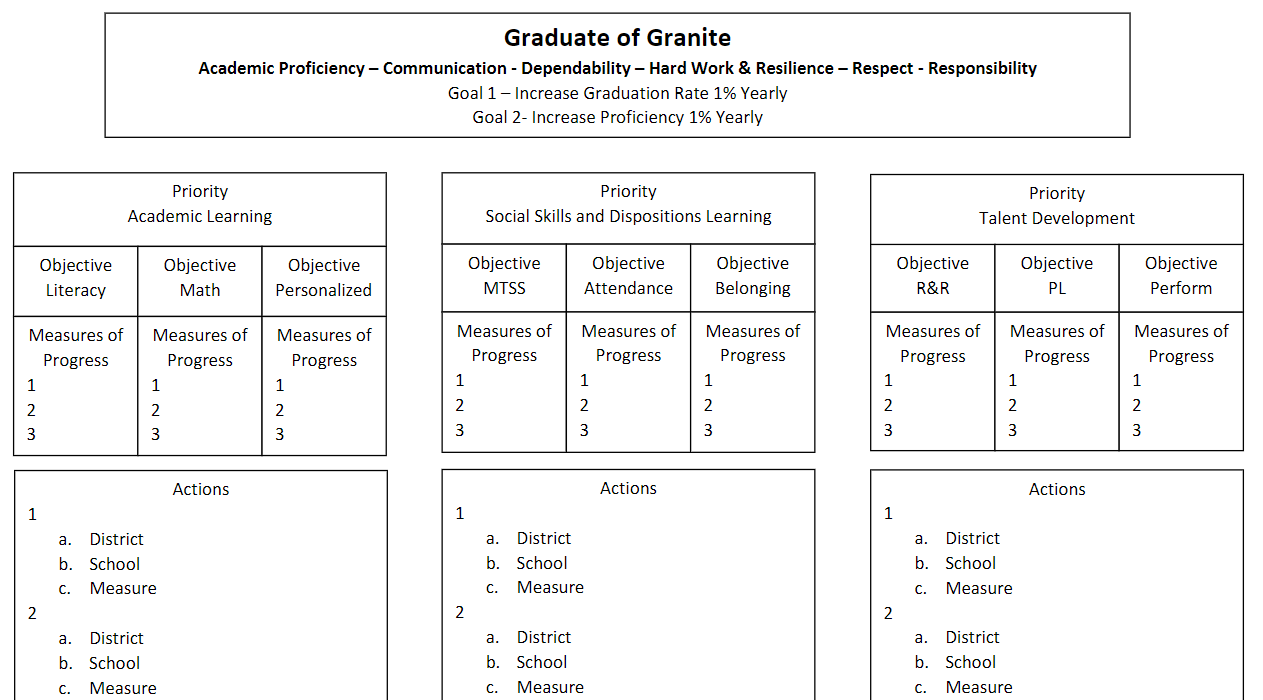 Graduate of Granite
Academic Proficiency – Communication - Dependability – Hard Work & Resilience – Respect - Responsibility
Goal 1 – Increase Graduation Rate 1% Yearly
Goal 2- Increase Proficiency 1% Yearly
Priority
Academic Learning
Objective
Literacy
Objective
Math
Objective
Personalized
Measures of
Progress
1
2
3
Measures of
Progress
1
2
3
Measures of
Progress
1
2
3
Actions
1
a. District
b. School
c. Measure
2
a. District
b. School
c. Measure
Priority
Social Skills and Dispositions Learning
Objective
MTSS
Objective
Attendance
Objective
Belonging
Measures of
Progress
1
2
3
Measures of
Progress
1
2
3
Measures of
Progress
1
2
3
Actions
1
a. District
b. School
c. Measure
2
a. District
b. School
c. Measure
Priority
Talent Development
Objective
R&R
Objective
PL
Objective
Perform
Measures of
Progress
1
2
3
Measures of
Progress
1
2
3
Measures of
Progress
1
2
3
Actions
1
a. District
b. School
c. Measure
2
a. District
b. School
c. Measure